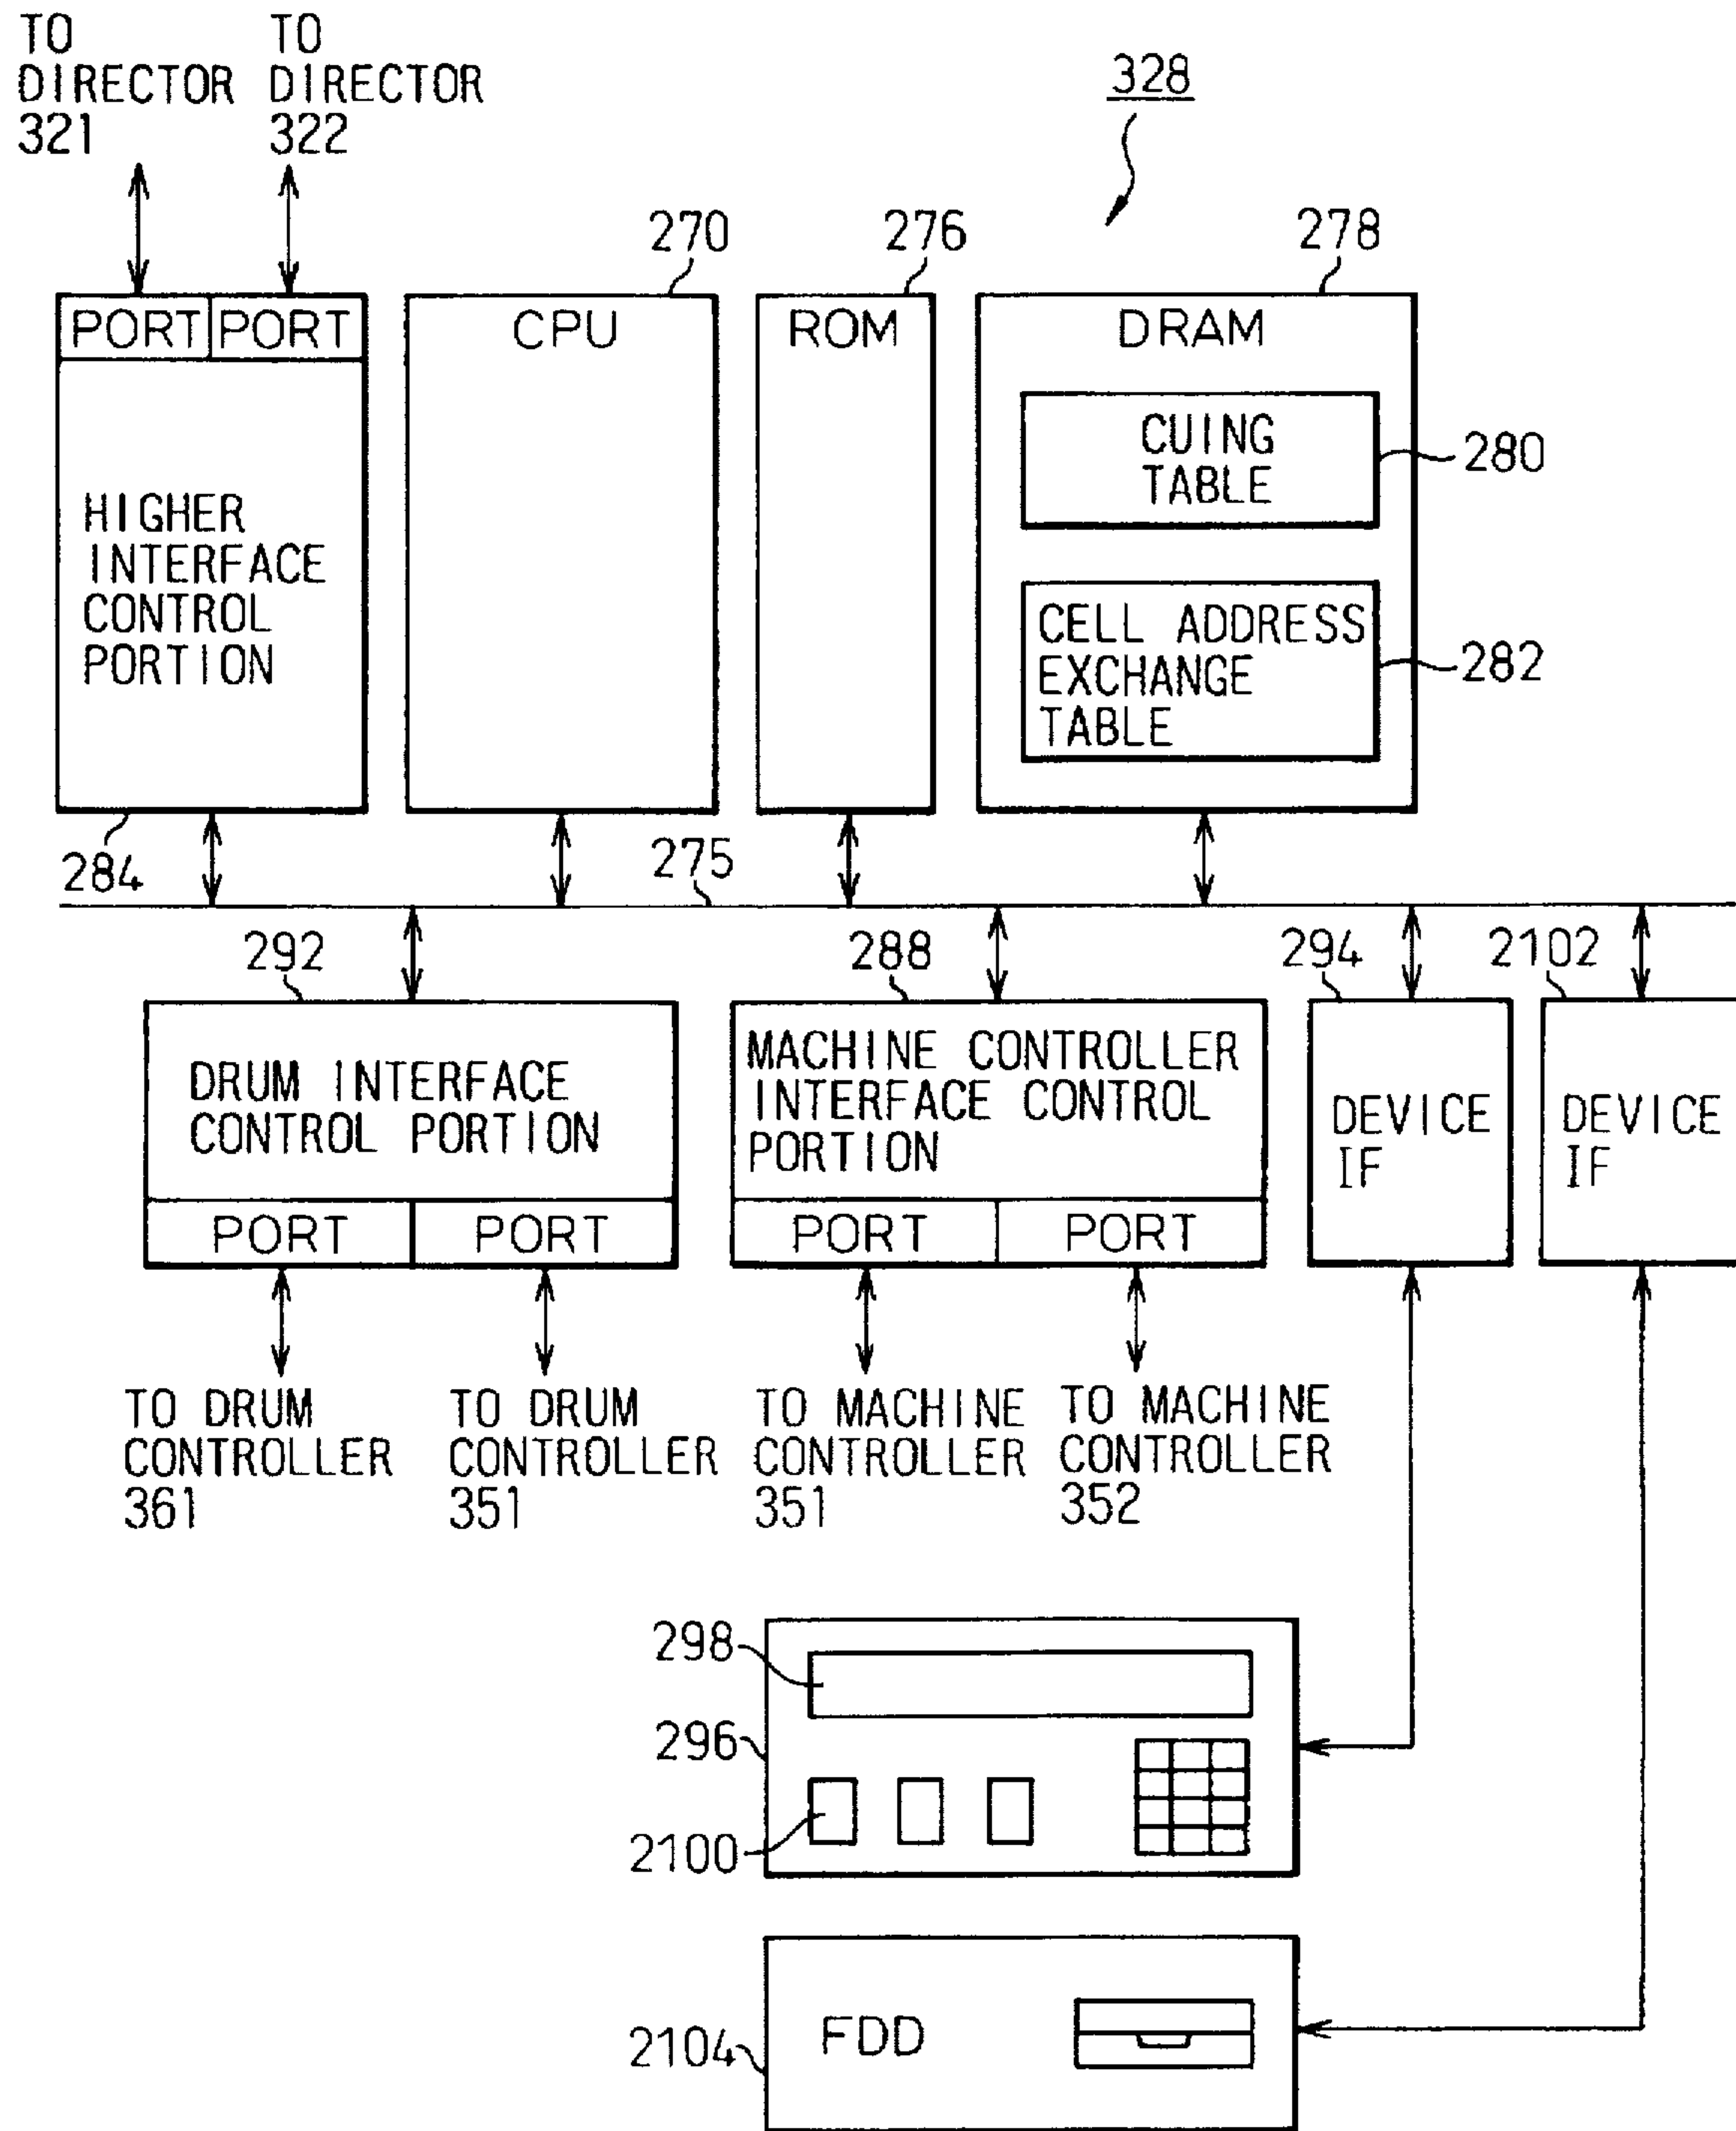 TO
DIRECTOR
321
TO
DIRECTOR
322
328
270
276
278
PORT
PORT
CPU
ROM
DRAM
HIGHER
INTERFACE
CONTROL
PORTION
CUING
TABLE
280
CELL ADDRESS
EXCHANGE
TABLE
282
284
275
292
288
294
2102
DRUM INTERFACE
CONTROL PORTION
PORT
PORT
MACHINE CONTROLLER
INTERFACE CONTROL
PORTION
PORT
PORT
DEVICE
IF
DEVICE
IF
TO DRUM
CONTROLLER
361
TO DRUM
CONTROLLER
351
TO MACHINE
CONTROLLER
351
TO MACHINE
CONTROLLER
352
298
296
2100
2104
FDD